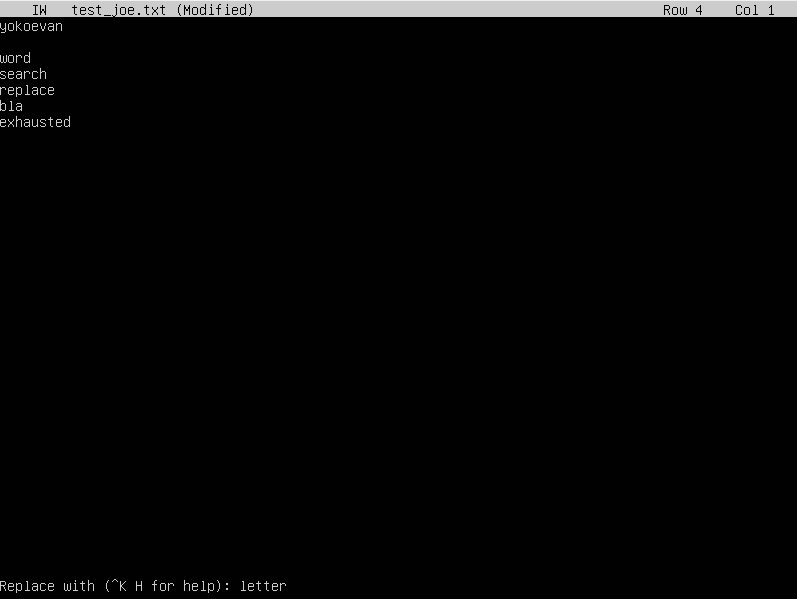 IW test_joe.txt (Modified) Row 4 Col 1
yokoevan
word
search
replace
bla
exhausted
Replace with (^K H for help): letter